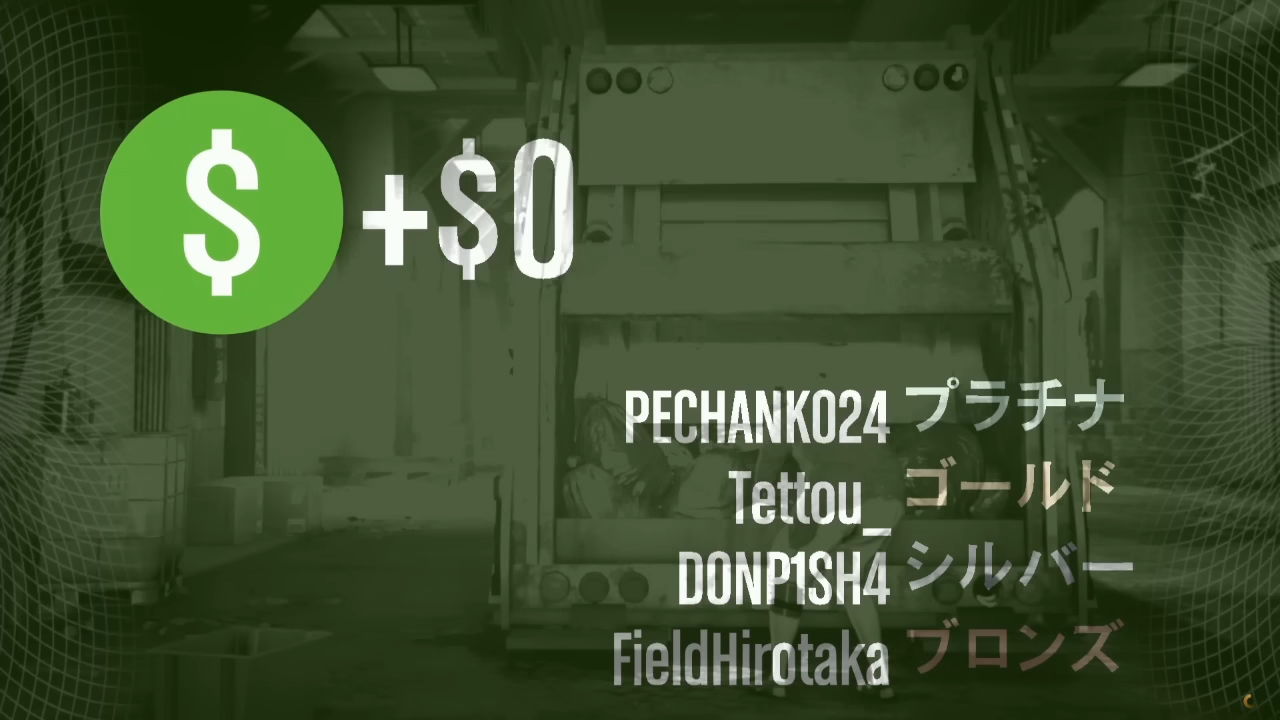 $ +$0
PECHANKO24 プラチナ
Tettou_ ゴールド
DONP1SH4 シルバー
FieldHirotaka ブロンズ